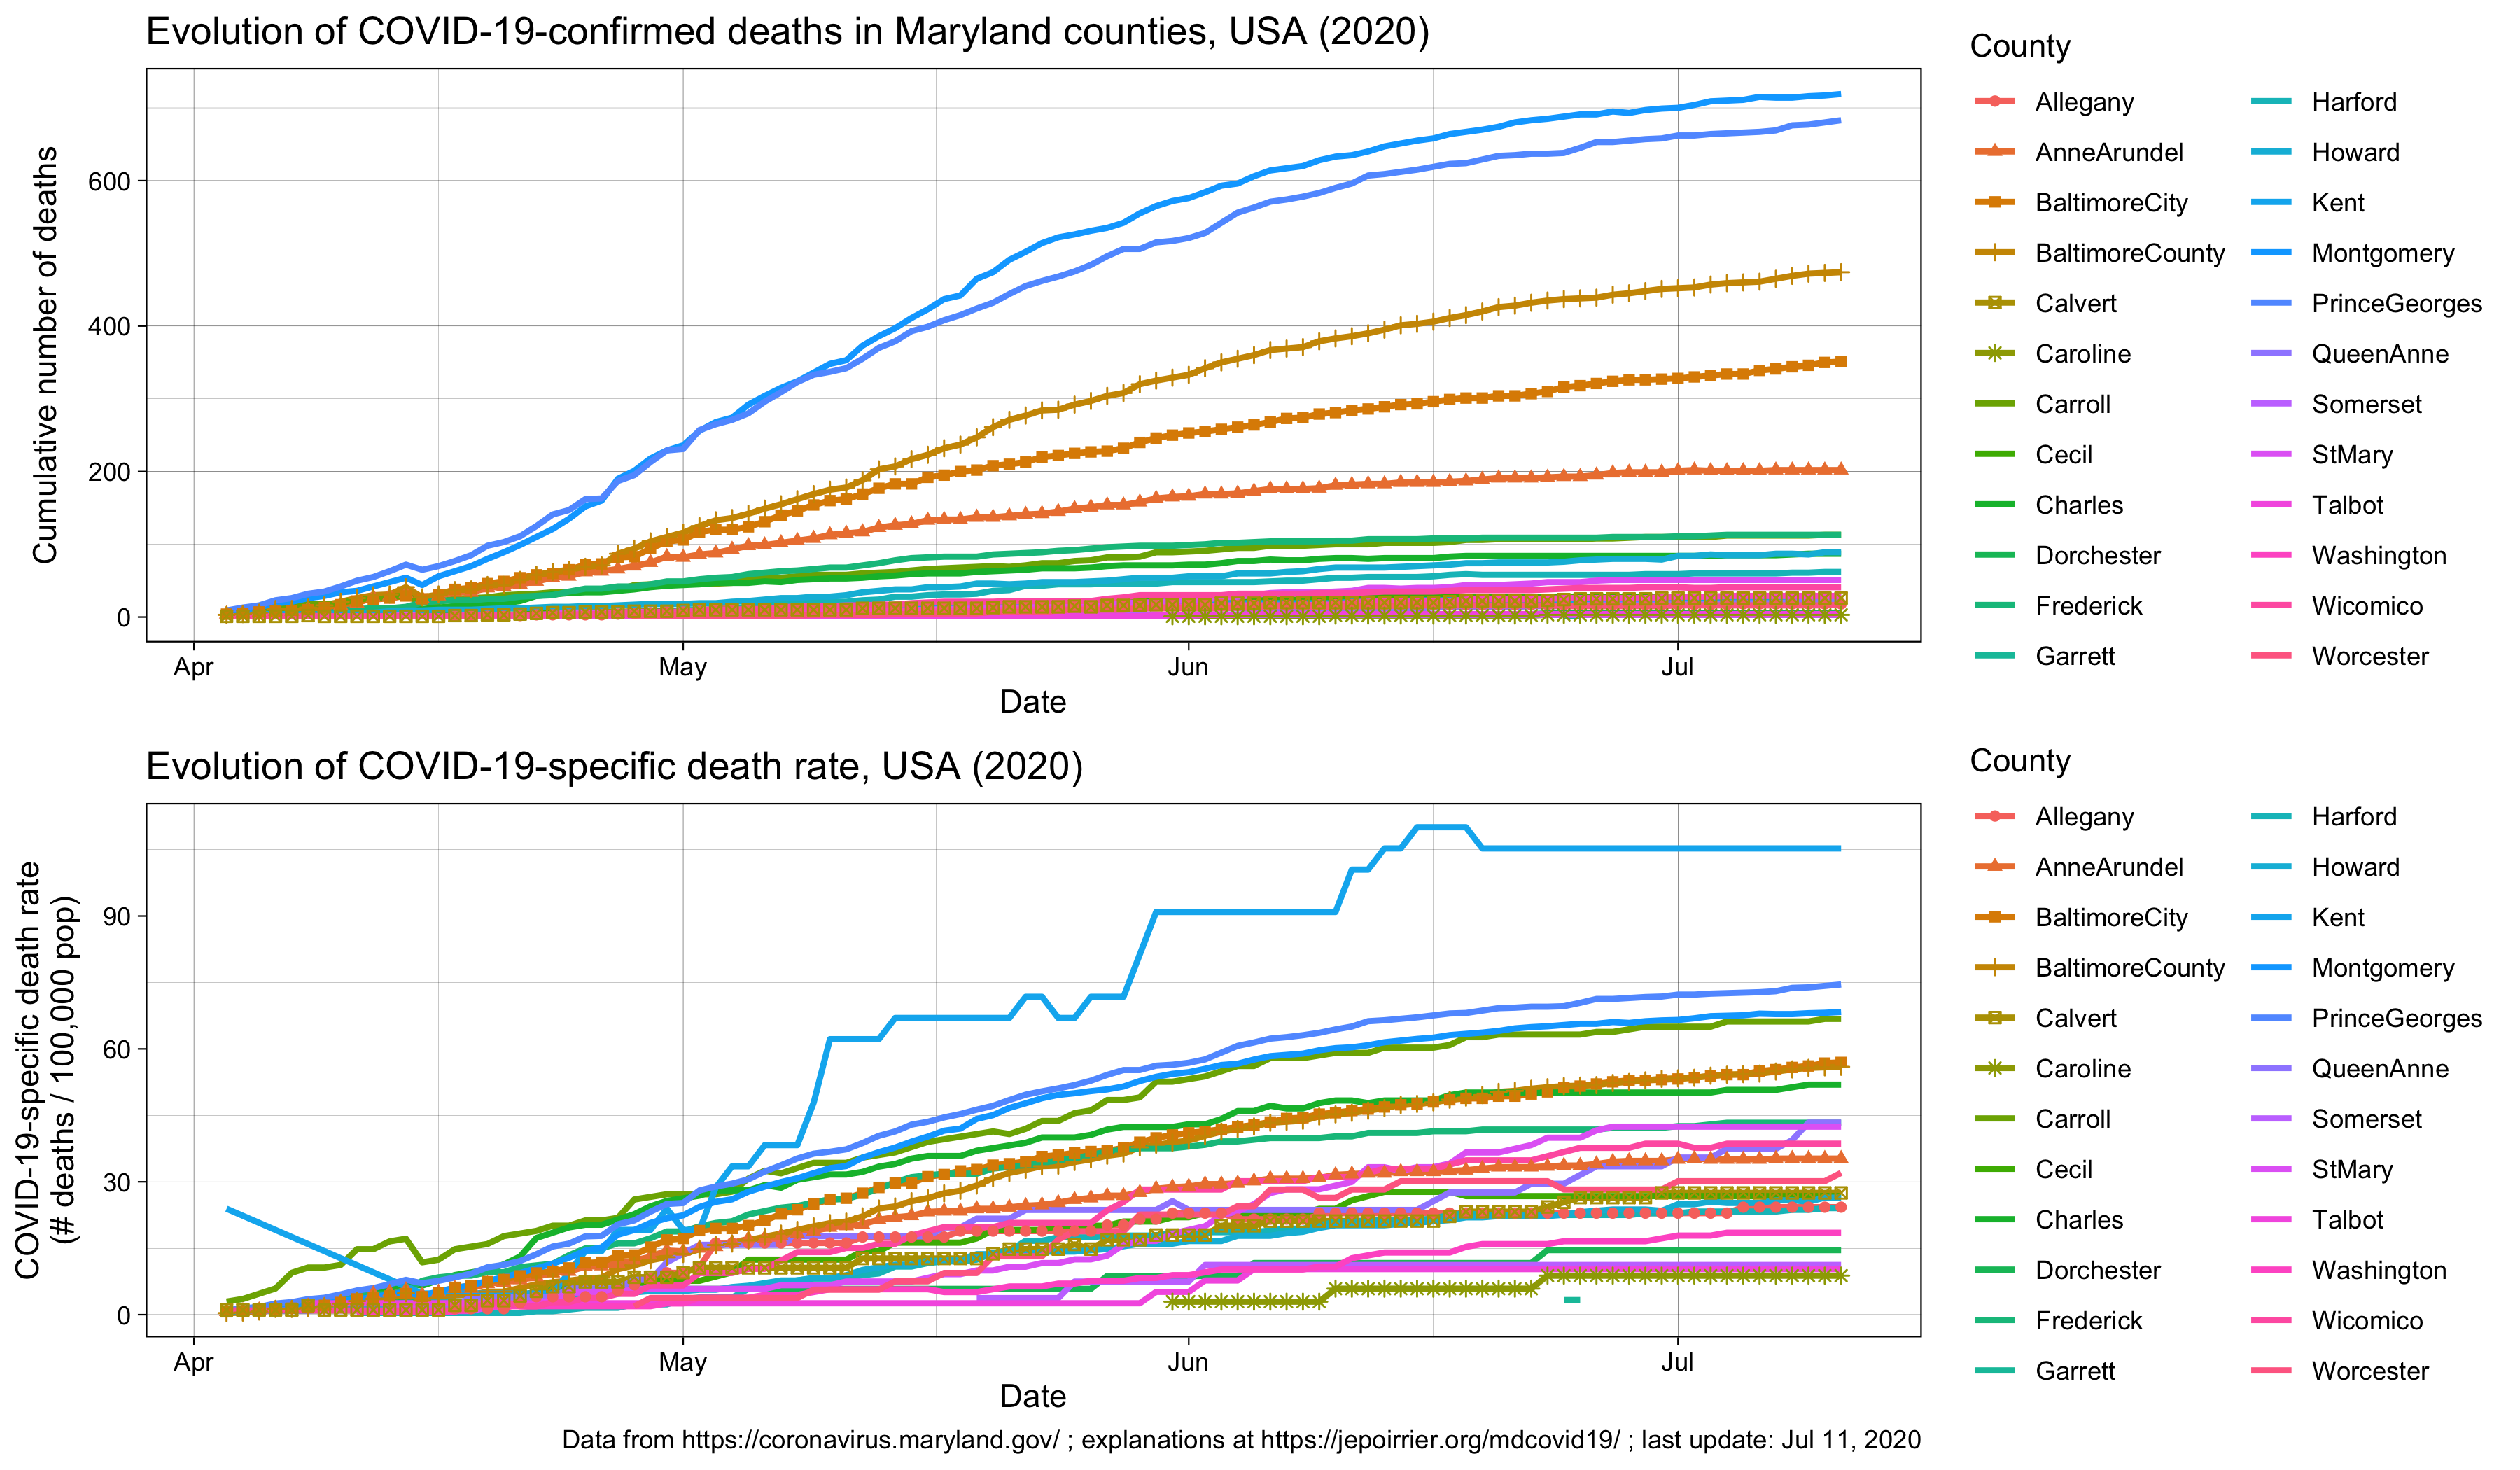 Evolution of COVID-19-confirmed deaths in Maryland counties, USA (2020)
Cumulative number of deaths
600
400
200
0
Apr
May
Jun
Jul
Date
County
Allegany
AnneArundel
BaltimoreCity
BaltimoreCounty
Calvert
Caroline
Carroll
Cecil
Charles
Dorchester
Frederick
Garrett
Harford
Howard
Kent
Montgomery
PrinceGeorges
QueenAnne
Somerset
StMary
Talbot
Washington
Wicomico
Worcester
Evolution of COVID-19-specific death rate, USA (2020)
COVID-19-specific death rate
(# deaths / 100,000 pop)
90
60
30
0
Apr
May
Jun
Jul
Date
County
Allegany
AnneArundel
BaltimoreCity
BaltimoreCounty
Calvert
Caroline
Carroll
Cecil
Charles
Dorchester
Frederick
Garrett
Harford
Howard
Kent
Montgomery
PrinceGeorges
QueenAnne
Somerset
StMary
Talbot
Washington
Wicomico
Worcester
Data from https://coronavirus.maryland.gov/ ; explanations at https://jepoirrier.org/mdcovid19/ ; last update: Jul 11, 2020